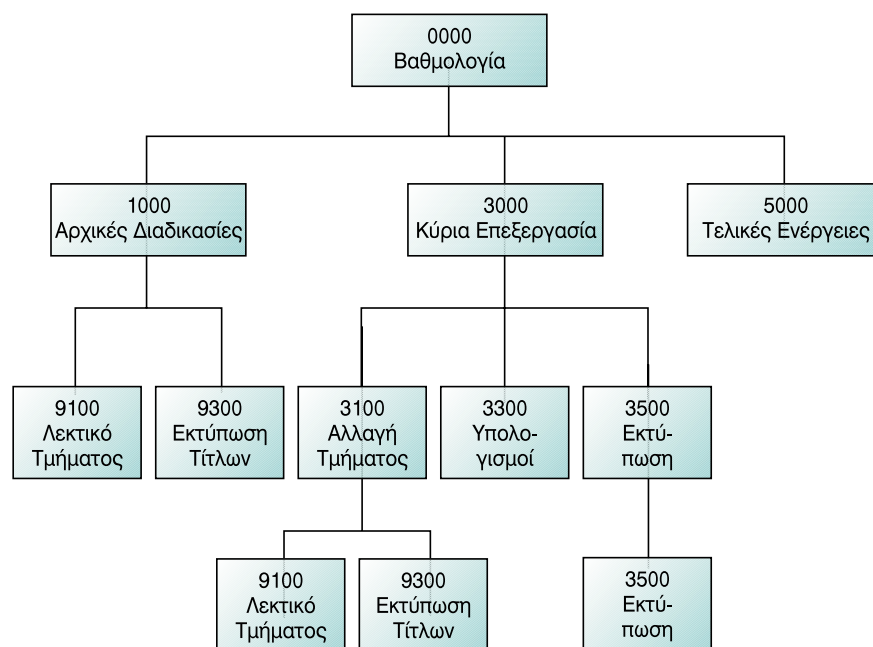 0000
Βαθμολογία
1000
Αρχικές Διαδικασίες
3000
Κύρια Επεξεργασία
5000
Τελικές Ενέργειες
9100
Λεκτικό
Τμήματος
9300
Εκτύπωση
Τίτλων
3100
Αλλαγή
Τμήματος
3300
Υπολο-
γισμοί
3500
Εκτύ-
πωση
9100
Λεκτικό
Τμήματος
9300
Εκτύπωση
Τίτλων
3500
Εκτύ-
πωση